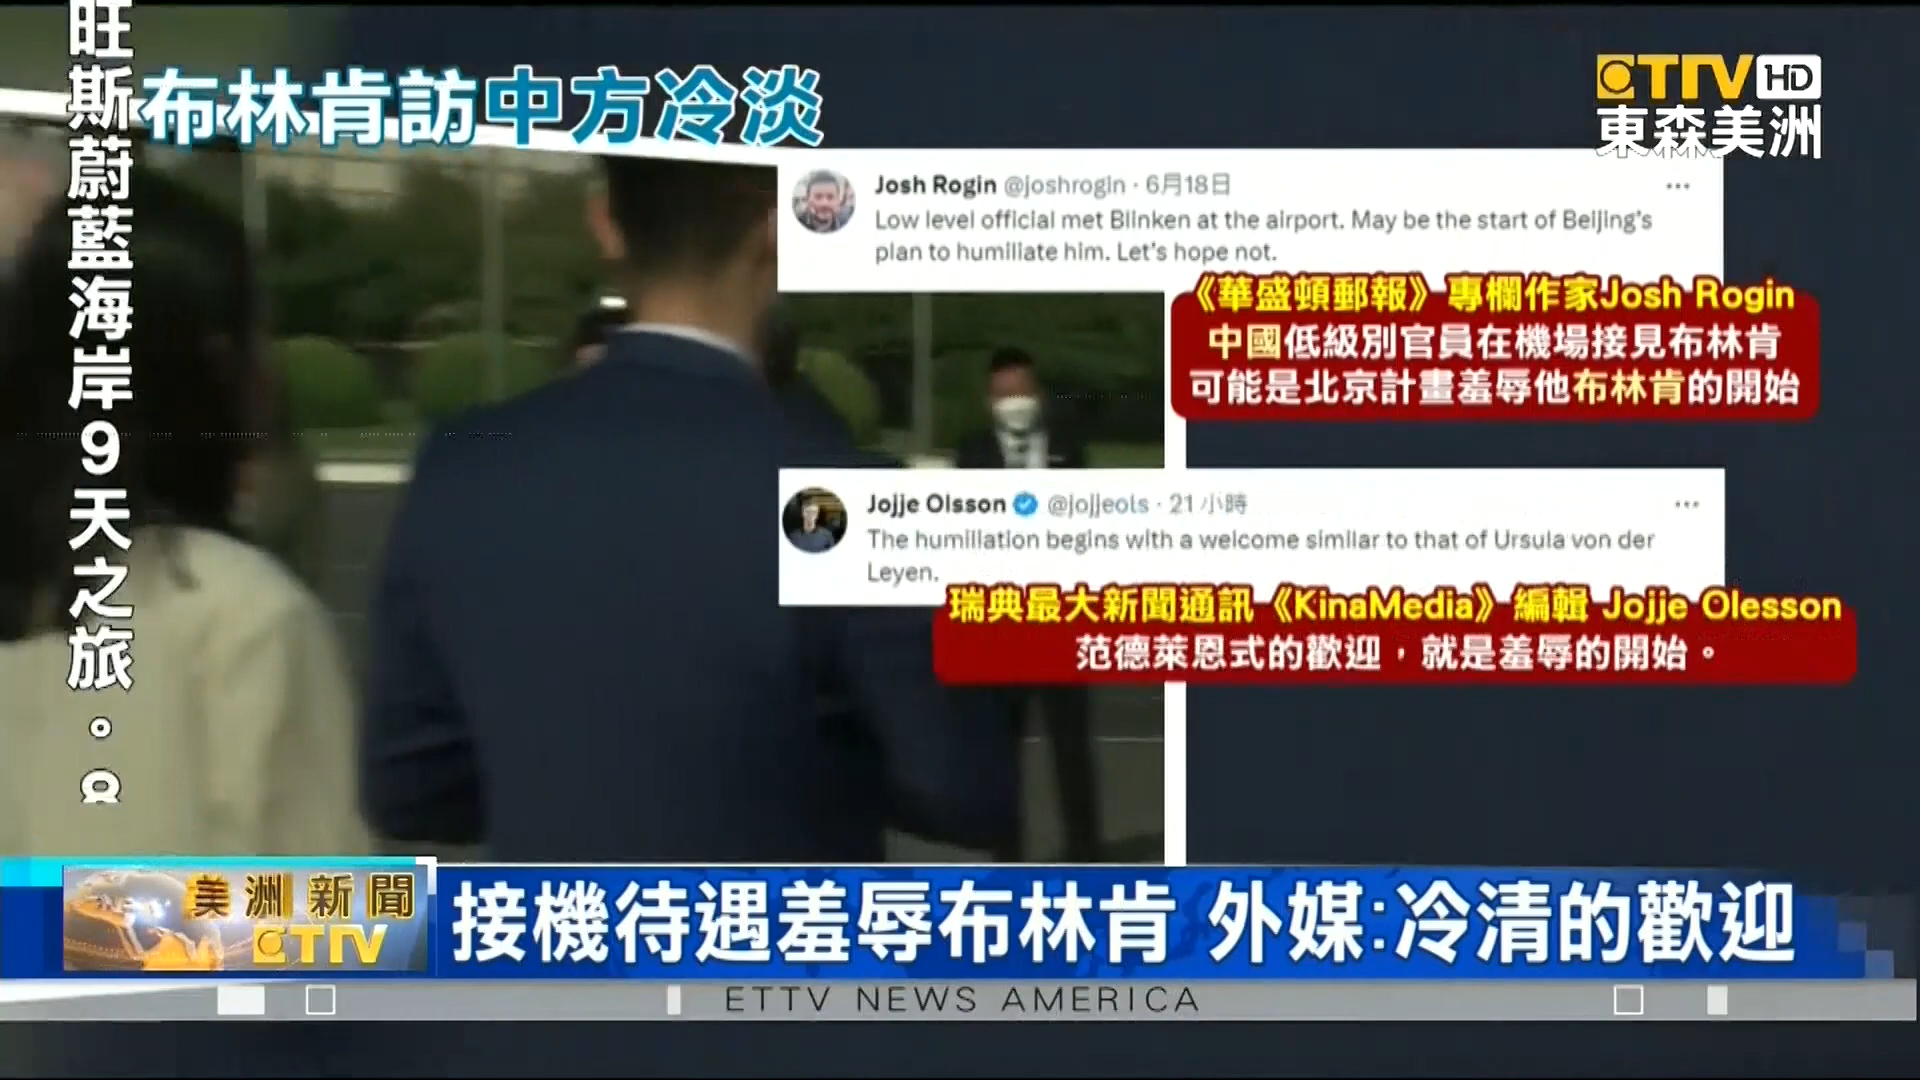 旺斯蔚藍海岸9天之旅。8
布林肯訪中方冷淡
ETTV HD
東森美洲
Josh Rogin @joshrogin · 6月18日
Low level official met Blinken at the airport. May be the start of Beijing's
plan to humiliate him. Let's hope not.
《華盛頓郵報》專欄作家Josh Rogin
中國低級別官員在機場接見布林肯
可能是北京計畫羞辱他布林肯的開始
Jojje Olsson @jojjeols · 21 小時
The humiliation begins with a welcome similar to that of Ursula von der
Leyen.
瑞典最大新聞通訊《KinaMedia》編輯 Jojje Olesson
范德萊恩式的歡迎，就是羞辱的開始。
美洲新聞
ETTV
接機待遇羞辱布林肯 外媒:冷清的歡迎
ETTV NEWS AMERICA